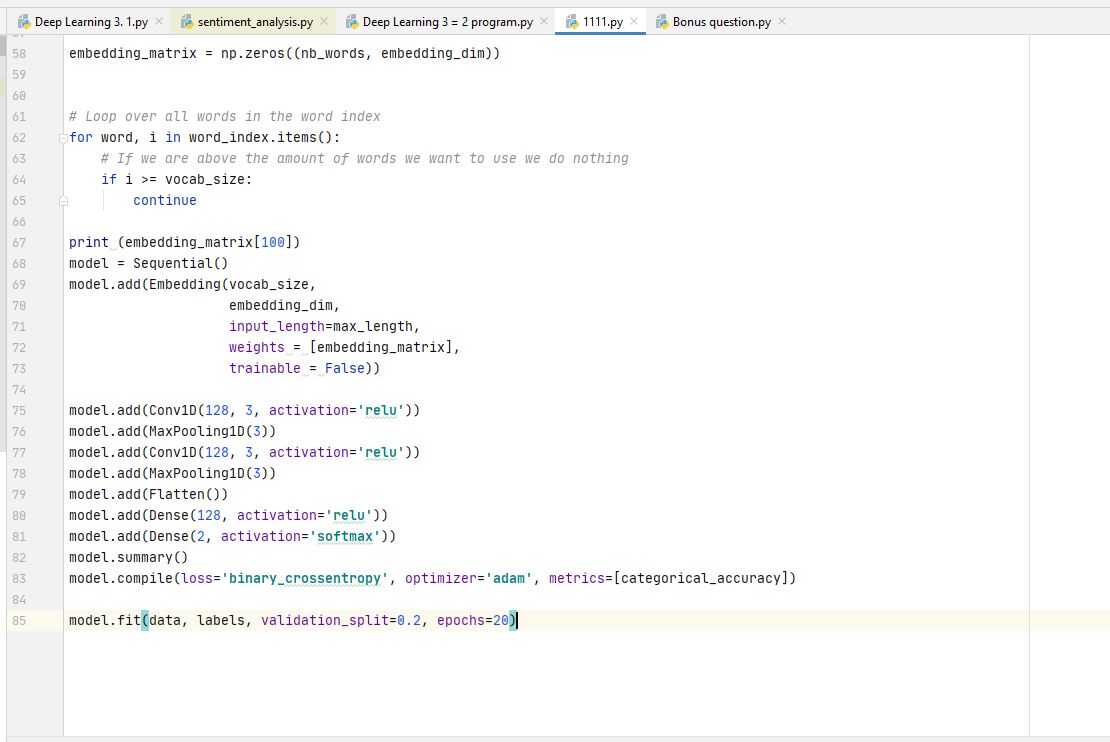 Deep Learning 3. 1.py sentiment_analysis.py Deep Learning 3 = 2 program.py 1111.py Bonus question.py
58 embedding_matrix = np.zeros((nb_words, embedding_dim))
59
60
61 # Loop over all words in the word index
62 for word, i in word_index.items():
63 # If we are above the amount of words we want to use we do nothing
64 if i >= vocab_size:
65 continue
66
67 print (embedding_matrix[100])
68 model = Sequential()
69 model.add(Embedding(vocab_size,
70 embedding_dim,
71 input_length=max_length,
72 weights = [embedding_matrix],
73 trainable = False))
74
75 model.add(Conv1D(128, 3, activation='relu'))
76 model.add(MaxPooling1D(3))
77 model.add(Conv1D(128, 3, activation='relu'))
78 model.add(MaxPooling1D(3))
79 model.add(Flatten())
80 model.add(Dense(128, activation='relu'))
81 model.add(Dense(2, activation='softmax'))
82 model.summary()
83 model.compile(loss='binary_crossentropy', optimizer='adam', metrics=[categorical_accuracy])
84
85 model.fit(data, labels, validation_split=0.2, epochs=20)